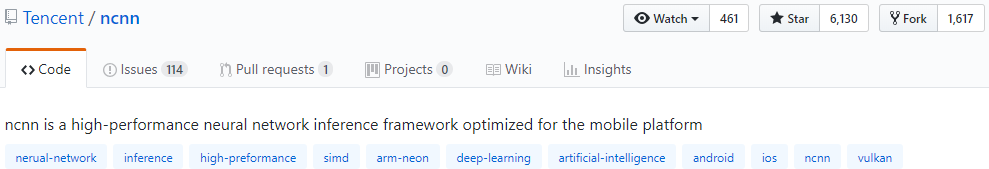 Tencent / ncnn Watch 461 Star 6,130 Fork 1,617
Code Issues 114 Pull requests 1 Projects 0 Wiki Insights
ncnn is a high-performance neural network inference framework optimized for the mobile platform
nerual-network inference high-preformance simd arm-neon deep-learning artificial-intelligence android ios ncnn vulkan